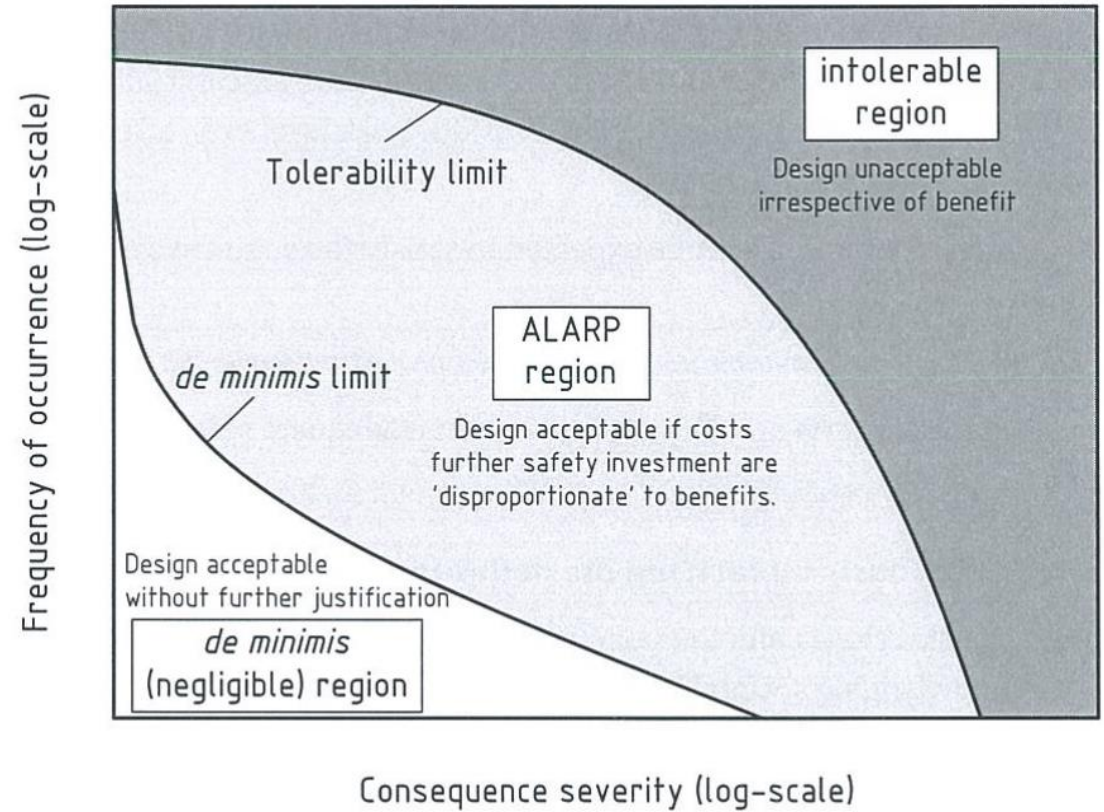 intolerable
region
Design unacceptable
irrespective of benefit
Tolerability limit
ALARP
region
Design acceptable if costs
further safety investment are
'disproportionate' to benefits.
de minimis limit
Design acceptable
without further justification
de minimis
(negligible) region
Frequency of occurrence (log-scale)
Consequence severity (log-scale)